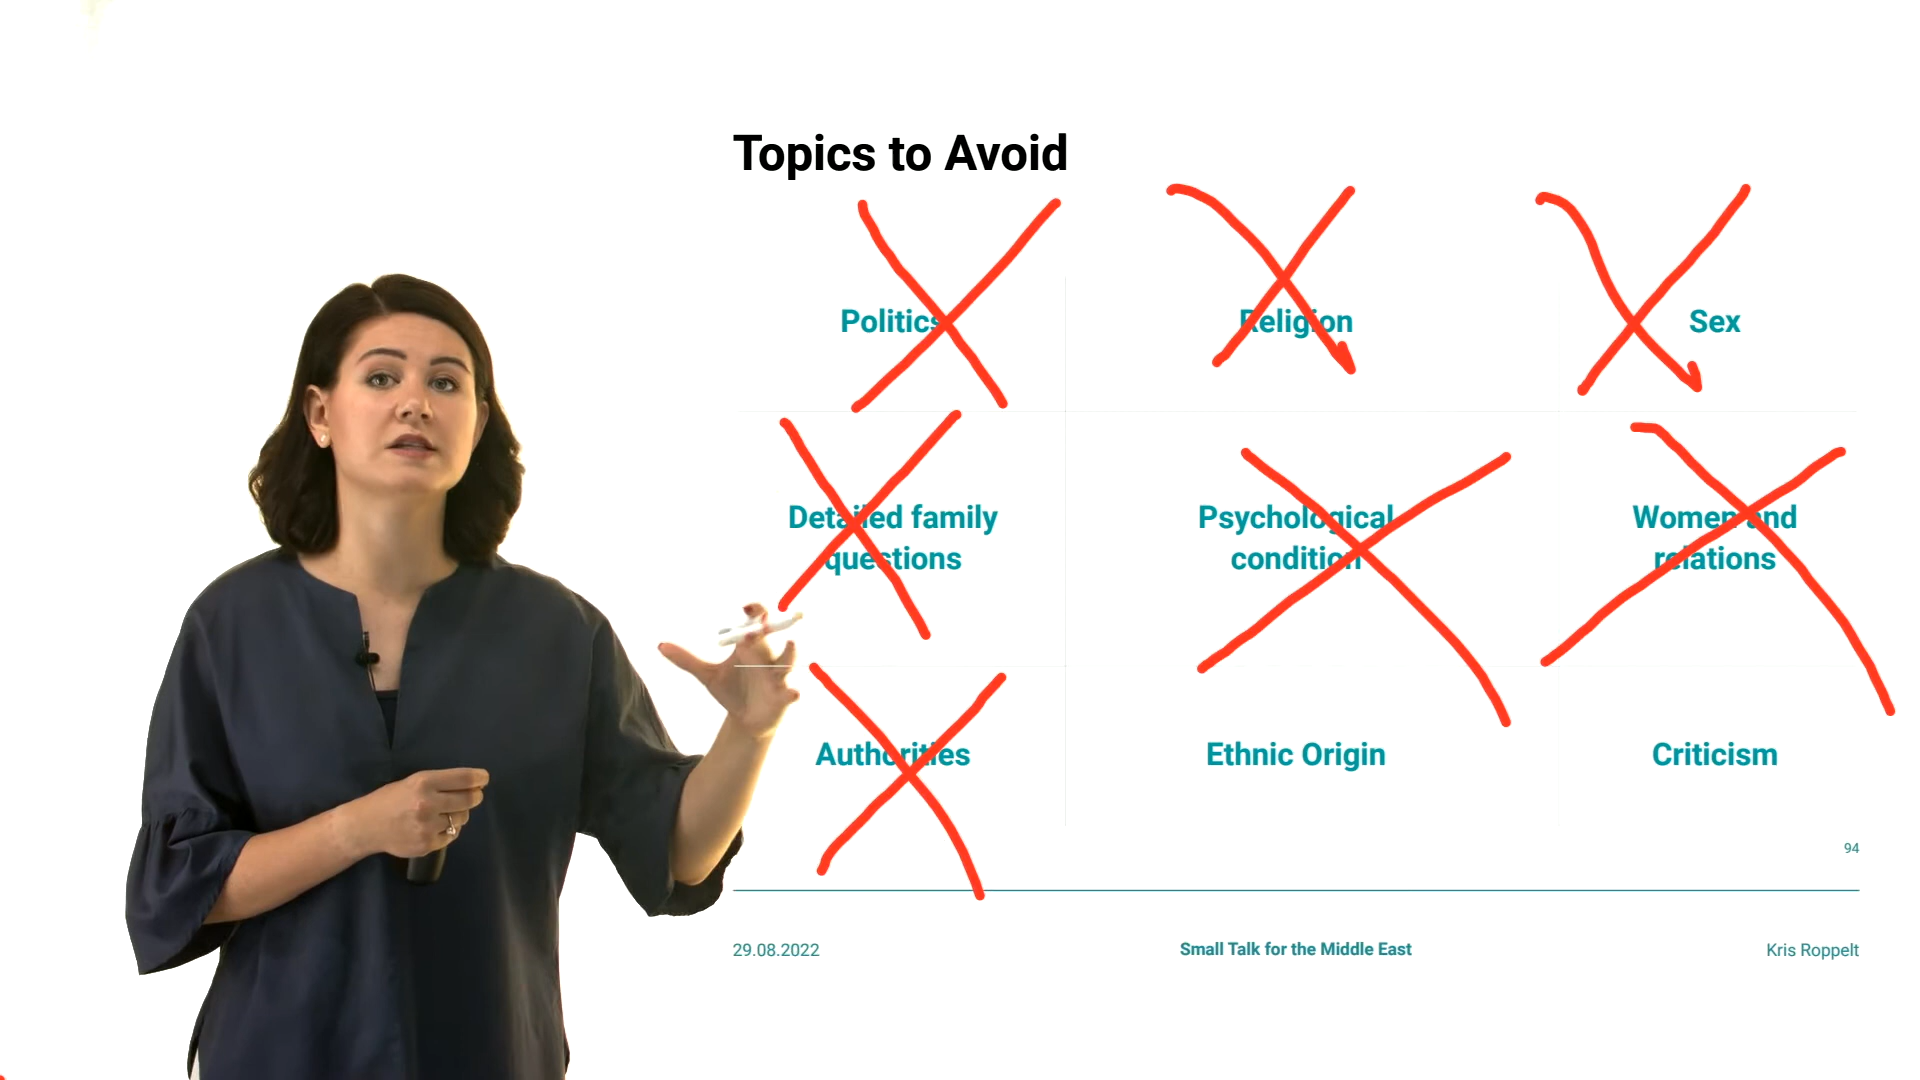 Topics to Avoid
Politics
Religion
Sex
Detailed family
questions
Psychological
condition
Women and
relations
Authorities
Ethnic Origin
Criticism
94
29.08.2022
Small Talk for the Middle East
Kris Roppelt